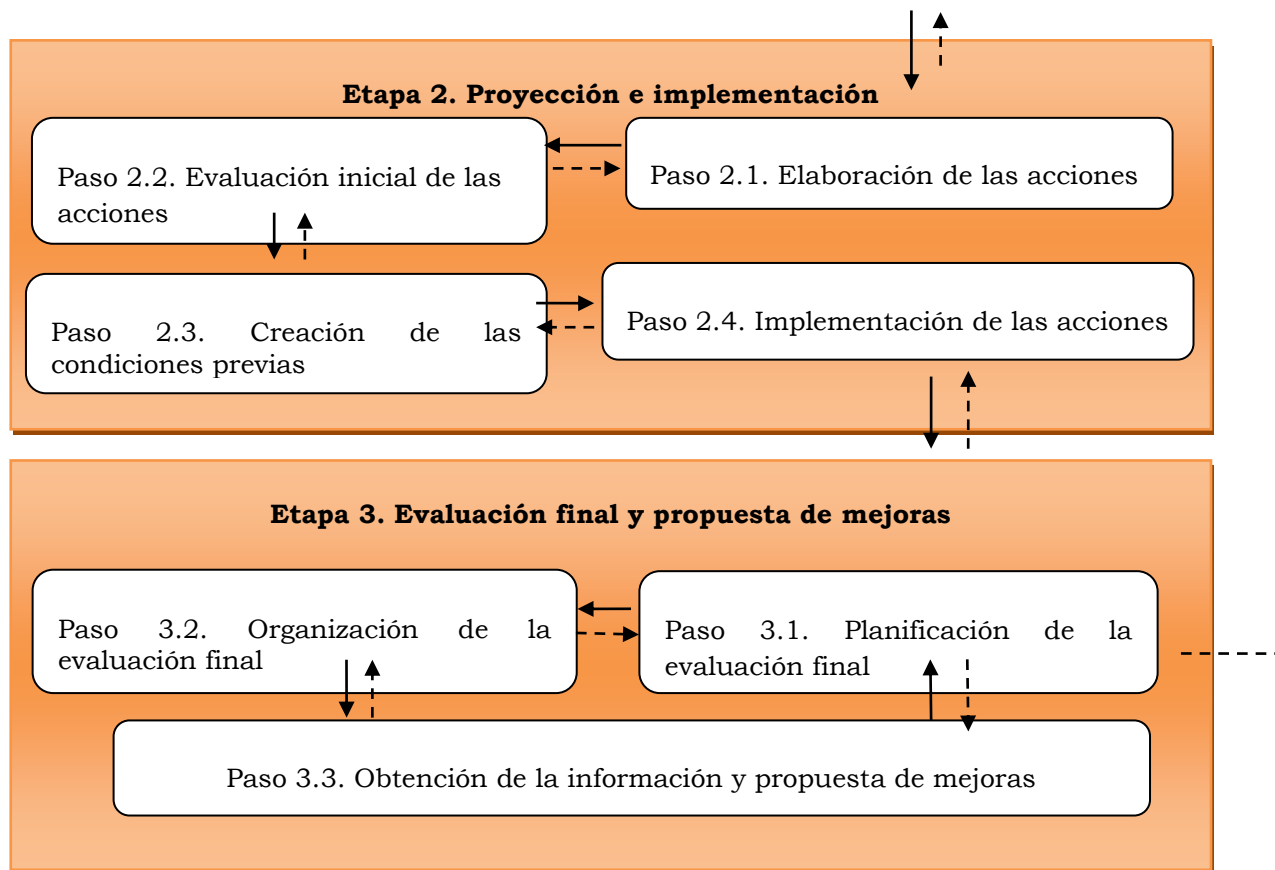 Etapa 2. Proyección e implementación
Paso 2.2. Evaluación inicial de las
acciones
Paso 2.1. Elaboración de las acciones
Paso 2.3. Creación de las
condiciones previas
Paso 2.4. Implementación de las acciones
Etapa 3. Evaluación final y propuesta de mejoras
Paso 3.2. Organización de la
evaluación final
Paso 3.1. Planificación de la
evaluación final
Paso 3.3. Obtención de la información y propuesta de mejoras